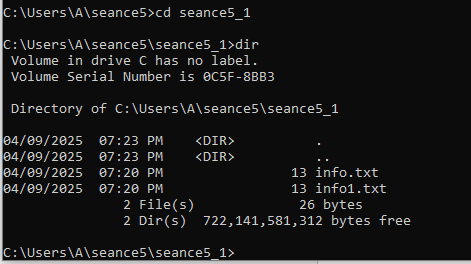 C:\Users\A\seance5>cd seance5_1
C:\Users\A\seance5\seance5_1>dir
 Volume in drive C has no label.
 Volume Serial Number is 0C5F-8BB3
 Directory of C:\Users\A\seance5\seance5_1
04/09/2025  07:23 PM    <DIR>          .
04/09/2025  07:23 PM    <DIR>          ..
04/09/2025  07:20 PM                13 info.txt
04/09/2025  07:20 PM                13 info1.txt
               2 File(s)             26 bytes
               2 Dir(s)  722,141,581,312 bytes free
C:\Users\A\seance5\seance5_1>